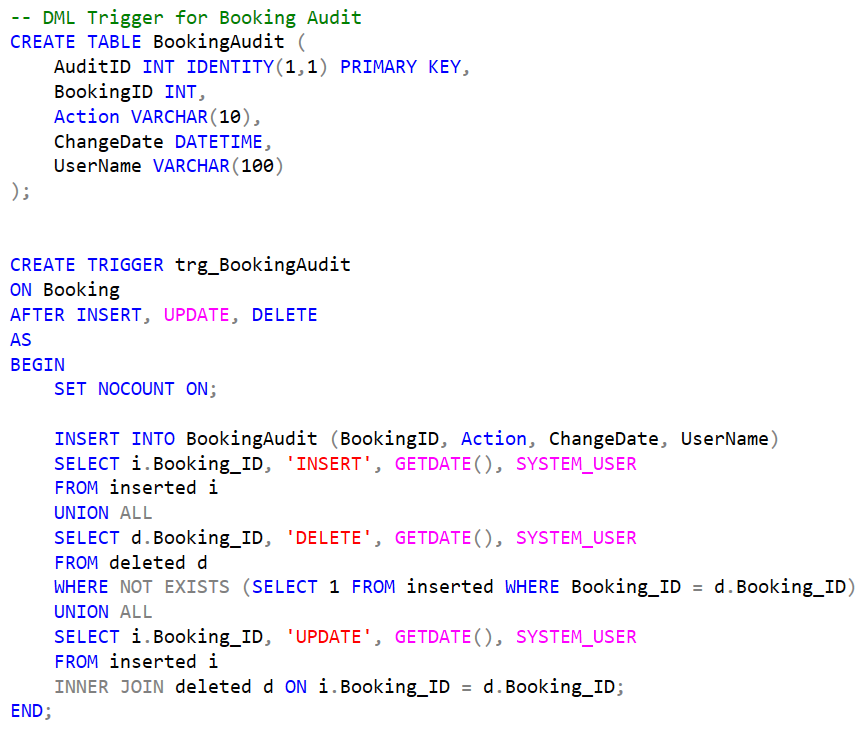 -- DML Trigger for Booking Audit
CREATE TABLE BookingAudit (
    AuditID INT IDENTITY(1,1) PRIMARY KEY,
    BookingID INT,
    Action VARCHAR(10),
    ChangeDate DATETIME,
    UserName VARCHAR(100)
);

CREATE TRIGGER trg_BookingAudit
ON Booking
AFTER INSERT, UPDATE, DELETE
AS
BEGIN
    SET NOCOUNT ON;

    INSERT INTO BookingAudit (BookingID, Action, ChangeDate, UserName)
    SELECT i.Booking_ID, 'INSERT', GETDATE(), SYSTEM_USER
    FROM inserted i
    UNION ALL
    SELECT d.Booking_ID, 'DELETE', GETDATE(), SYSTEM_USER
    FROM deleted d
    WHERE NOT EXISTS (SELECT 1 FROM inserted WHERE Booking_ID = d.Booking_ID)
    UNION ALL
    SELECT i.Booking_ID, 'UPDATE', GETDATE(), SYSTEM_USER
    FROM inserted i
    INNER JOIN deleted d ON i.Booking_ID = d.Booking_ID;
END;